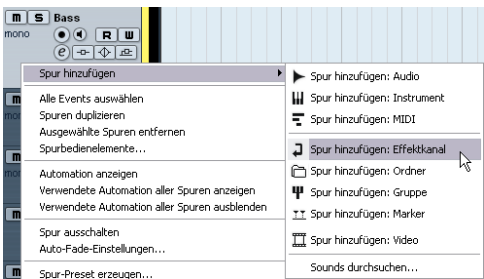 m S Bass
mono R W
e
Spur hinzufügen
Alle Events auswählen
Spuren duplizieren
Ausgewählte Spuren entfernen
Spurbedienelemente...
Automation anzeigen
Verwendete Automation aller Spuren anzeigen
Verwendete Automation aller Spuren ausblenden
Spur ausschalten
Auto-Fade-Einstellungen...
Spur-Preset erzeugen...
Spur hinzufügen: Audio
Spur hinzufügen: Instrument
Spur hinzufügen: MIDI
Spur hinzufügen: Effektkanal
Spur hinzufügen: Ordner
Spur hinzufügen: Gruppe
Spur hinzufügen: Marker
Spur hinzufügen: Video
Sounds durchsuchen...